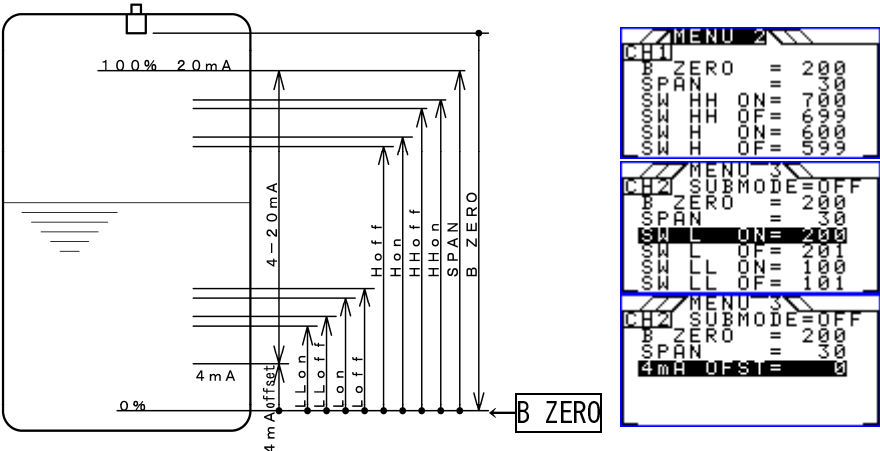 100% 20mA
4-20mA
Hoff
Hon
HHoff
HHon
SPAN
B ZERO
LLon
LLoff
Lon
Loff
4mA
4mAoffset
0%
B ZERO
MENU 2
CH1
B ZERO = 200
SPAN = 30
SW HH ON= 700
SW HH OF= 699
SW H ON= 600
SW H OF= 599
MENU 3
CH2 SUBMODE=OFF
B ZERO = 200
SPAN = 30
SW L ON= 200
SW L OF= 201
SW LL ON= 100
SW LL OF= 101
MENU 3
CH2 SUBMODE=OFF
B ZERO = 200
SPAN = 30
4mA OFST= 0